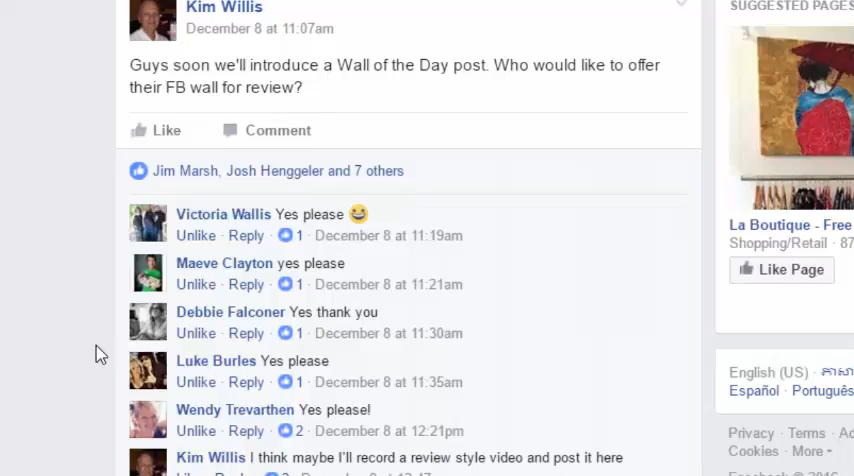 Kim Willis
December 8 at 11:07am
Guys soon we'll introduce a Wall of the Day post. Who would like to offer
their FB wall for review?
Like Comment
Jim Marsh, Josh Henggeler and 7 others
Victoria Wallis Yes please 😀
Unlike · Reply · 1 · December 8 at 11:19am
Maeve Clayton yes please
Unlike · Reply · 1 · December 8 at 11:21am
Debbie Falconer Yes thank you
Unlike · Reply · 1 · December 8 at 11:30am
Luke Burles Yes please
Unlike · Reply · 1 · December 8 at 11:35am
Wendy Trevarthen Yes please!
Unlike · Reply · 2 · December 8 at 12:21pm
Kim Willis I think maybe I'll record a review style video and post it here
SUGGESTED PAGES
La Boutique - Free
Shopping/Retail · 87
Like Page
English (US) ·
Español · Português
Privacy · Terms · Ad
Cookies · More